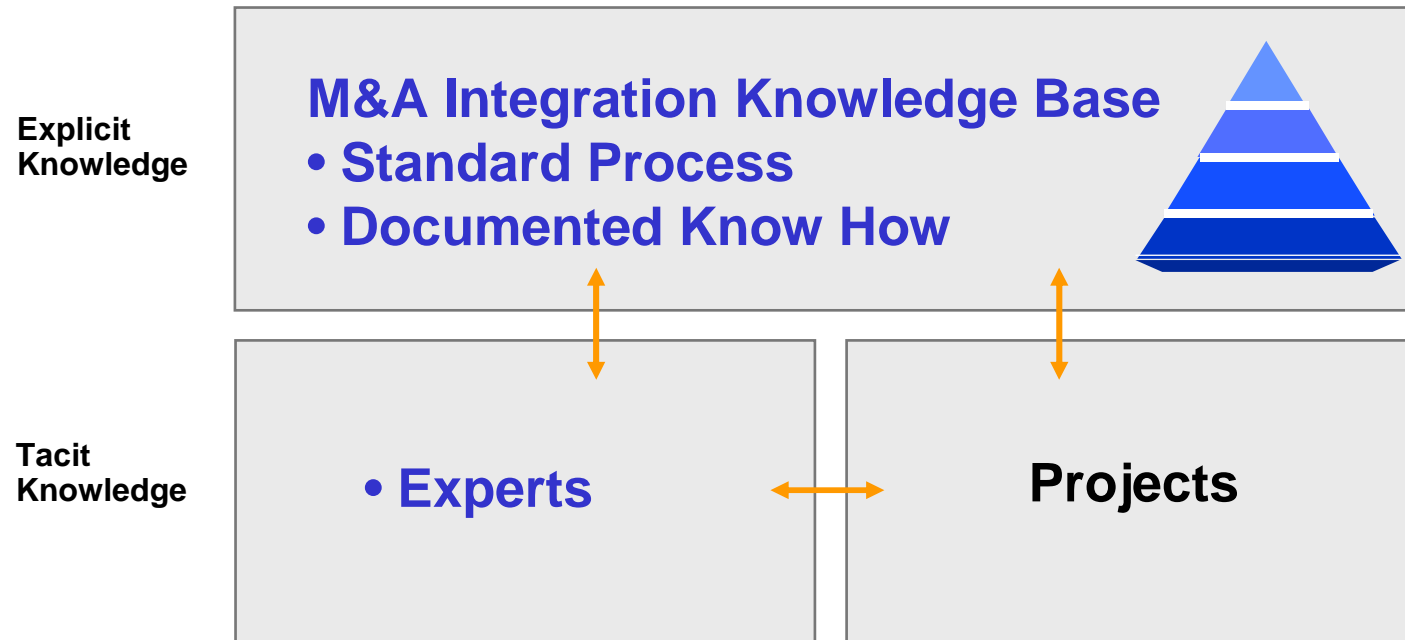 M&A Integration Knowledge Base
Explicit
Knowledge
• Standard Process
• Documented Know How
Tacit
Knowledge
• Experts
Projects